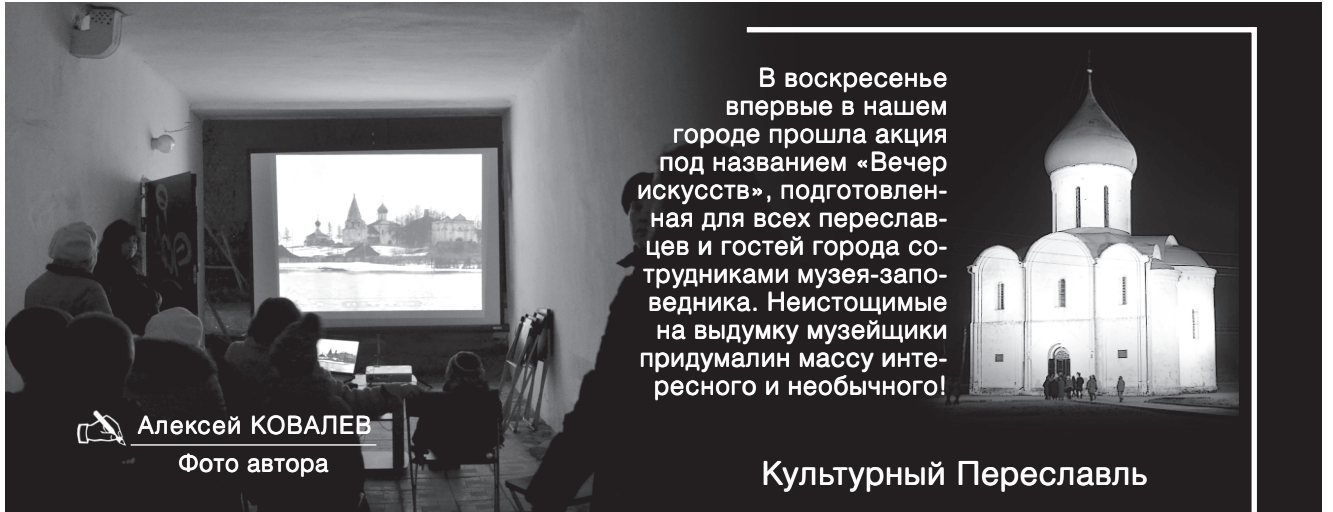 В воскресенье
впервые в нашем
городе прошла акция
под названием «Вечер
искусств», подготовлен-
ная для всех переслав-
цев и гостей города со-
трудниками музея-запо-
ведника. Неистощимые
на выдумку музейщики
придумалин массу инте-
ресного и необычного!
Алексей КОВАЛЕВ
Фото автора
Культурный Переславль